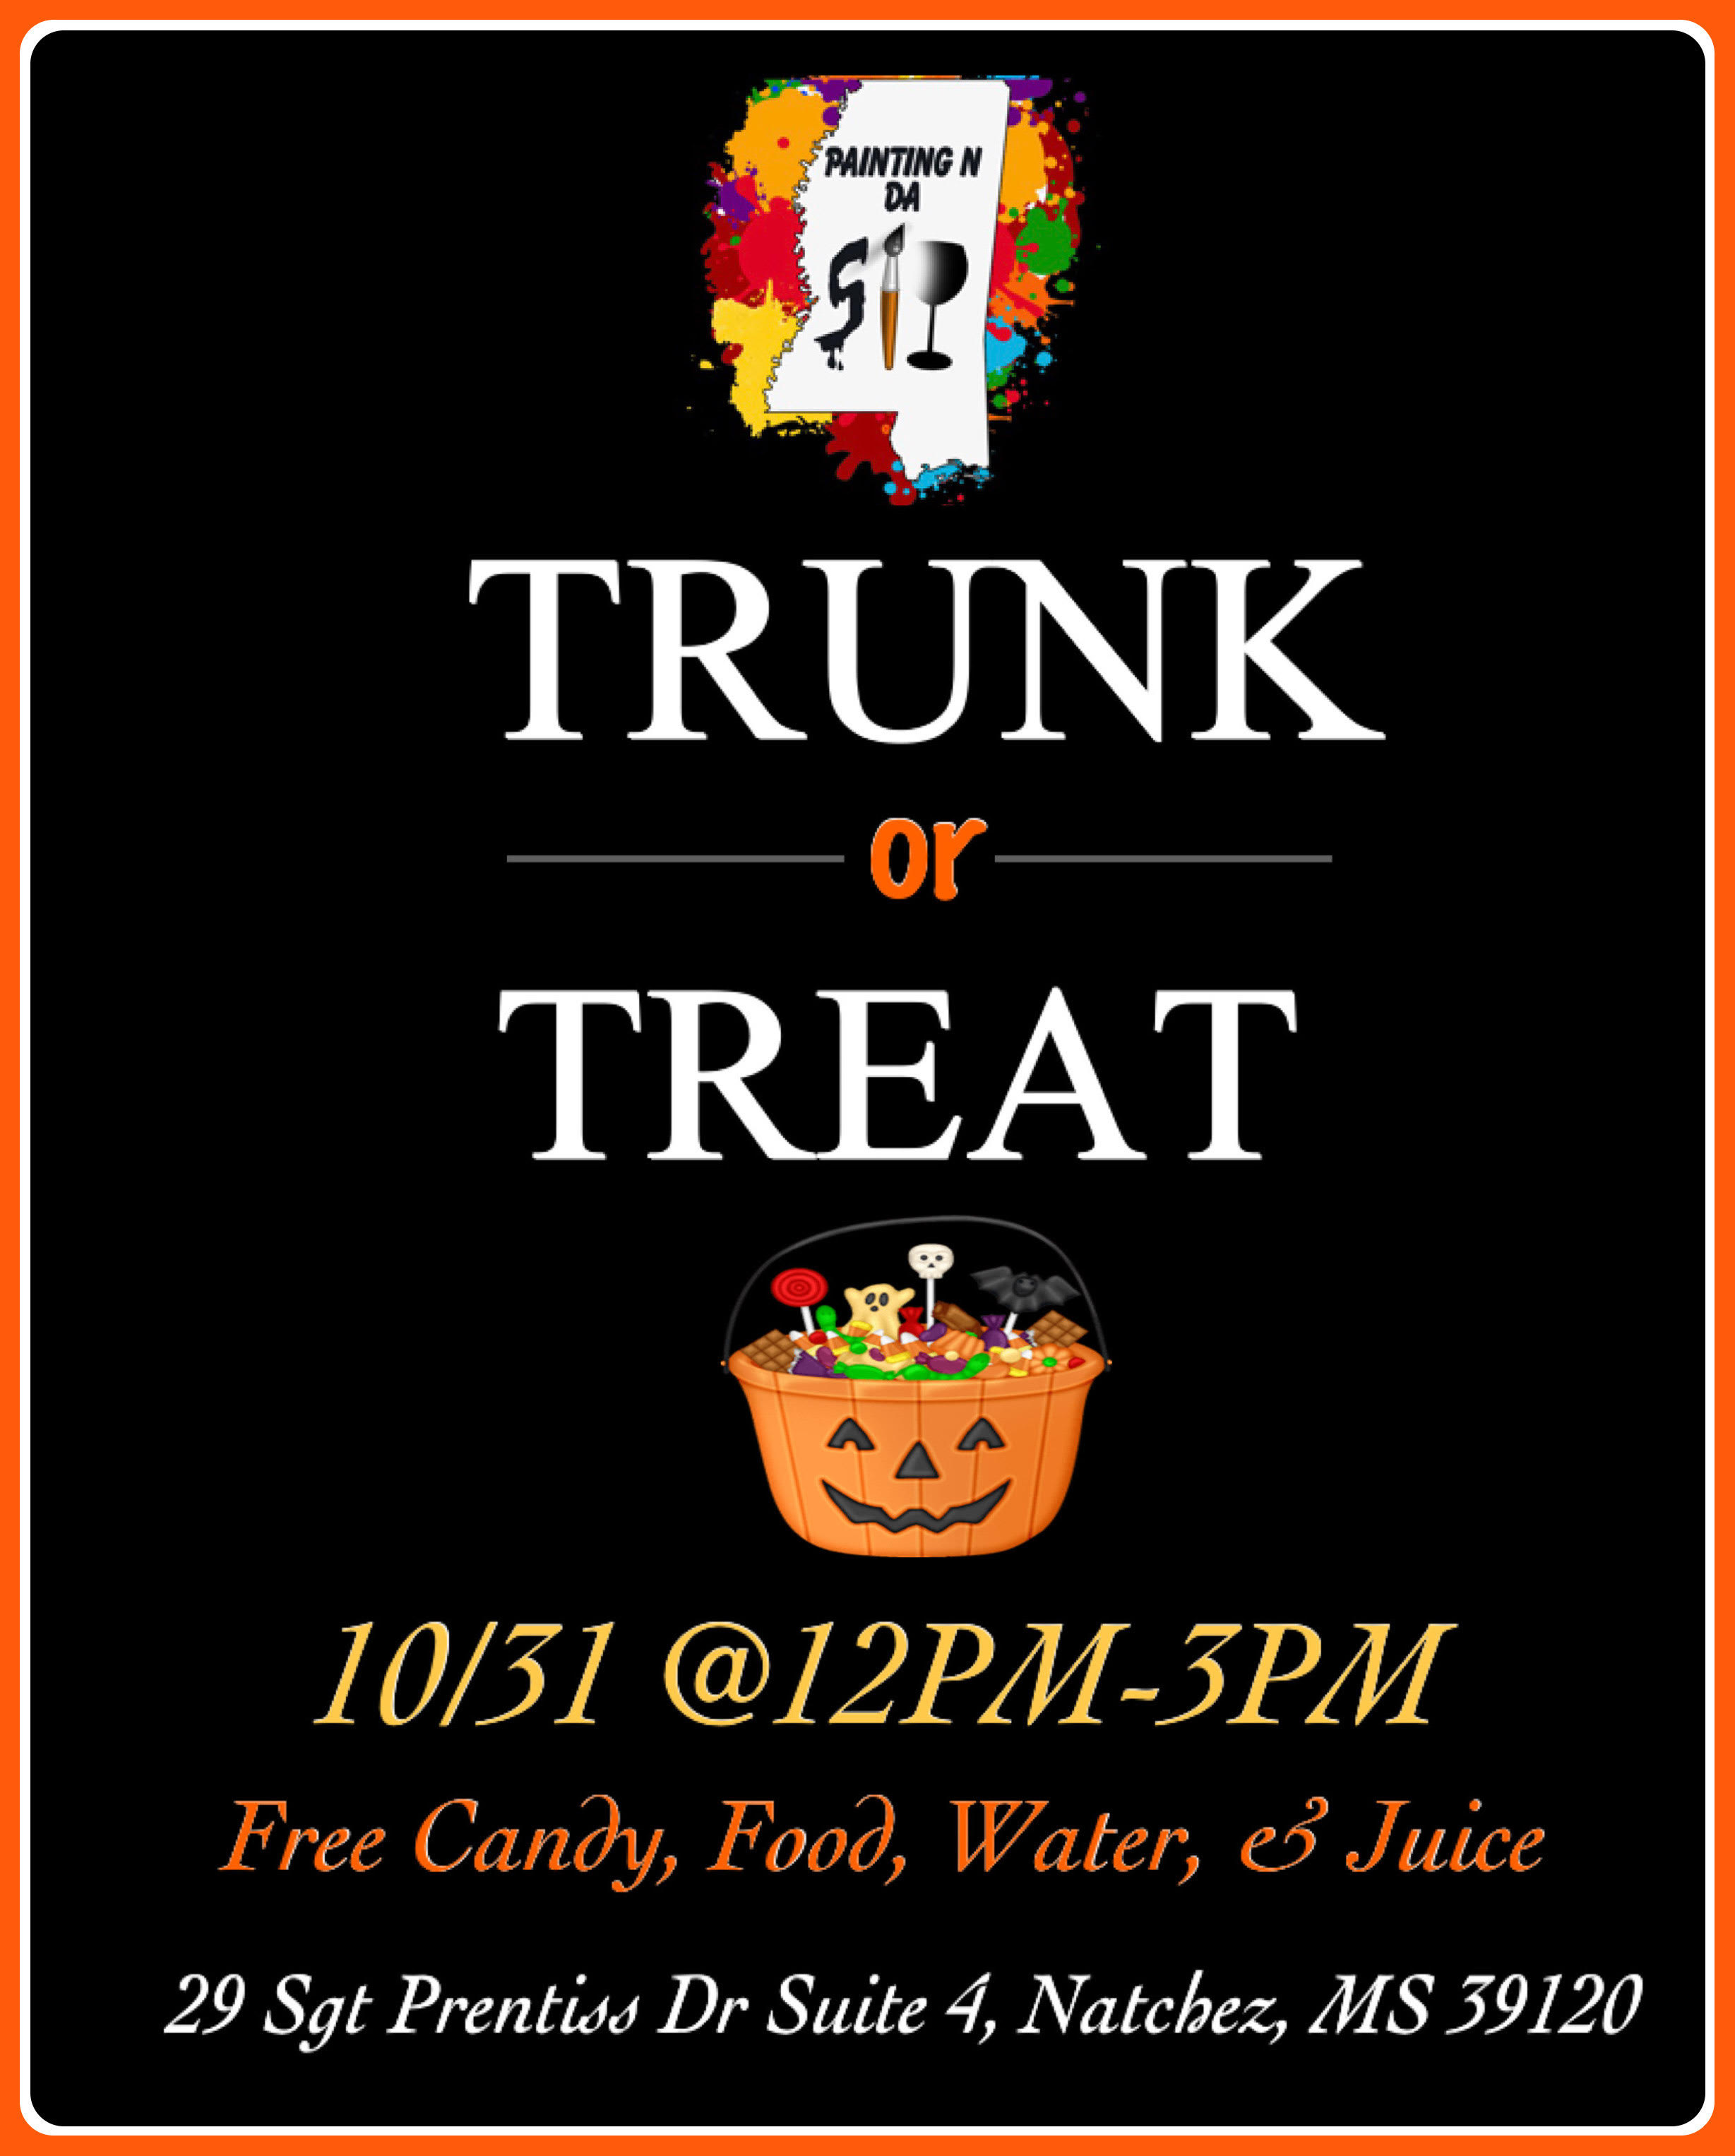 PAINTING N
DA
SIP
TRUNK
or
TREAT
10/31 @12PM-3PM
Free Candy, Food, Water, & Juice
29 Sgt Prentiss Dr Suite 4, Natchez, MS 39120